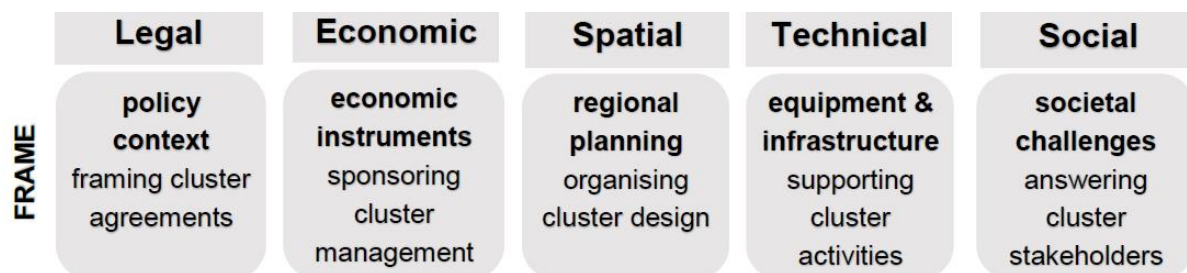 Legal
Economic
Spatial
Technical
Social
FRAME
policy
context
framing cluster
agreements
economic
instruments
sponsoring
cluster
management
regional
planning
organising
cluster design
equipment &
infrastructure
supporting
cluster
activities
societal
challenges
answering
cluster
stakeholders